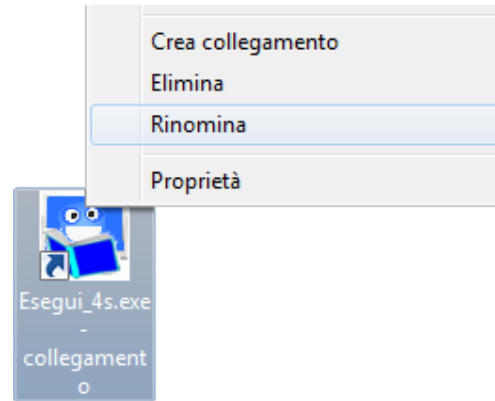 Crea collegamento
Elimina
Rinomina
Proprietà
Esegui_4s.exe
-
collegament
o